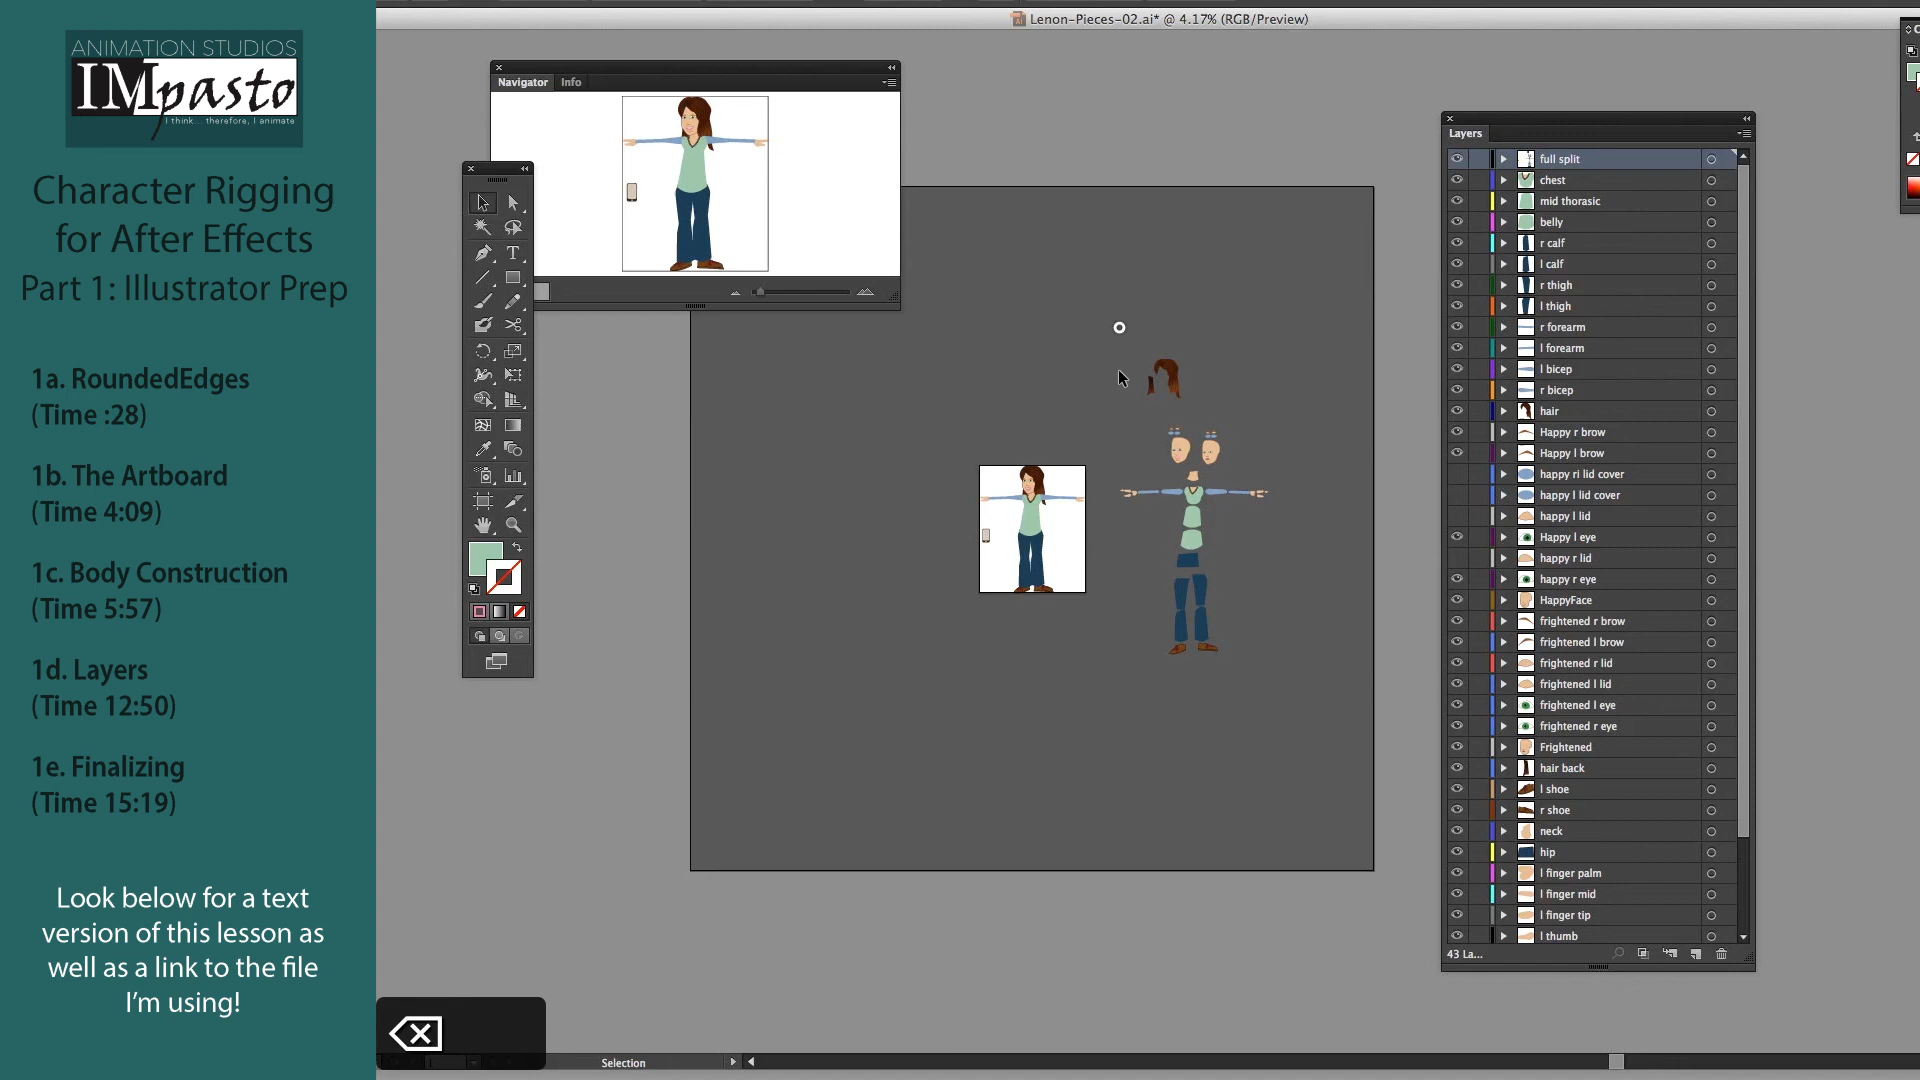 ANIMATION STUDIOS
IMpasto
I think... therefore, I animate
Character Rigging
for After Effects
Part 1: Illustrator Prep
1a. RoundedEdges
(Time :28)
1b. The Artboard
(Time 4:09)
1c. Body Construction
(Time 5:57)
1d. Layers
(Time 12:50)
1e. Finalizing
(Time 15:19)
Look below for a text
version of this lesson as
well as a link to the file
I'm using!
Lenon-Pieces-02.ai* @ 4.17% (RGB/Preview)
Navigator
Info
Layers
full split
chest
mid thorasic
belly
r calf
l calf
r thigh
l thigh
r forearm
l forearm
l bicep
r bicep
hair
Happy r brow
Happy l brow
happy ri lid cover
happy l lid cover
happy l lid
Happy l eye
happy r lid
happy r eye
HappyFace
frightened r brow
frightened l brow
frightened r lid
frightened l lid
frightened l eye
frightened r eye
Frightened
hair back
l shoe
r shoe
neck
hip
l finger palm
l finger mid
l finger tip
l thumb
43 La...
Selection